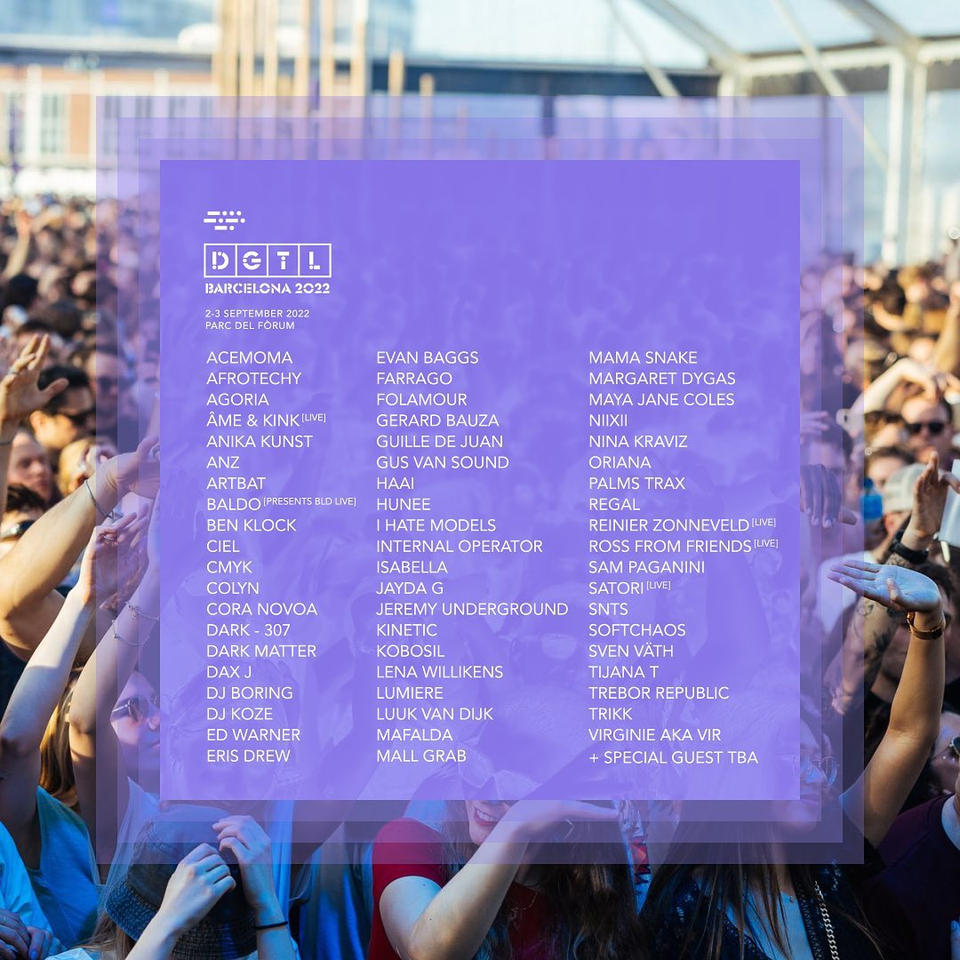 DGTL
BARCELONA 2022
2-3 SEPTEMBER 2022
PARC DEL FÒRUM
ACEMOMA
AFROTECHY
AGORIA
ÂME & KINK [LIVE]
ANIKA KUNST
ANZ
ARTBAT
BALDO [PRESENTS BLD LIVE]
BEN KLOCK
CIEL
CMYK
COLYN
CORA NOVOA
DARK - 307
DARK MATTER
DAX J
DJ BORING
DJ KOZE
ED WARNER
ERIS DREW
EVAN BAGGS
FARRAGO
FOLAMOUR
GERARD BAUZA
GUILLE DE JUAN
GUS VAN SOUND
HAAI
HUNEE
I HATE MODELS
INTERNAL OPERATOR
ISABELLA
JAYDA G
JEREMY UNDERGROUND
KINETIC
KOBOSIL
LENA WILLIKENS
LUMIERE
LUUK VAN DIJK
MAFALDA
MALL GRAB
MAMA SNAKE
MARGARET DYGAS
MAYA JANE COLES
NIIXII
NINA KRAVIZ
ORIANA
PALMS TRAX
REGAL
REINIER ZONNEVELD [LIVE]
ROSS FROM FRIENDS [LIVE]
SAM PAGANINI
SATORI [LIVE]
SNTS
SOFTCHAOS
SVEN VÄTH
TIJANA T
TREBOR REPUBLIC
TRIKK
VIRGINIE AKA VIR
+ SPECIAL GUEST TBA